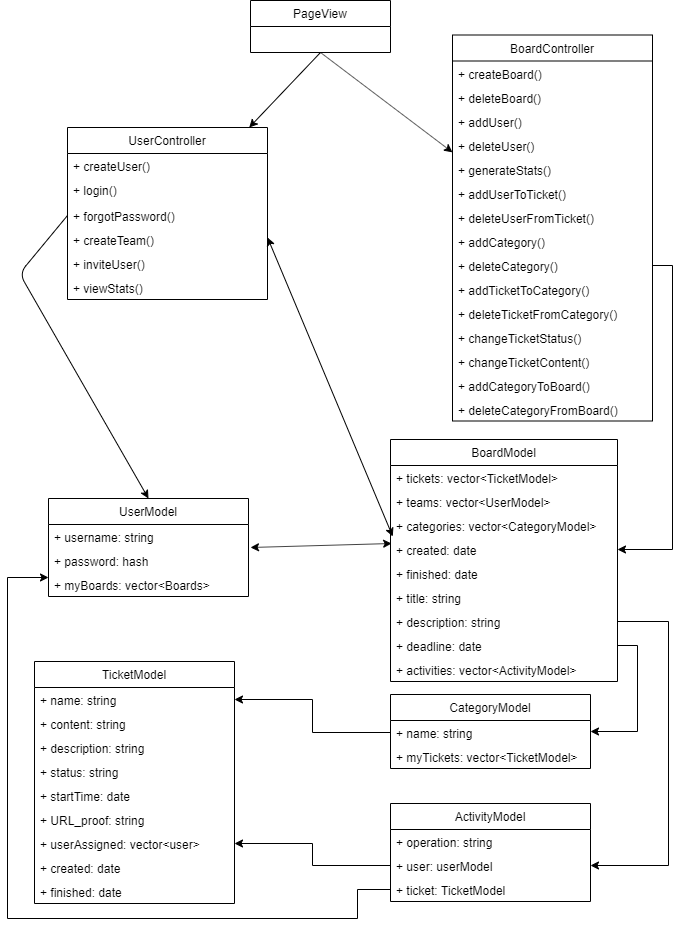 PageView
BoardController
+ createBoard()
+ deleteBoard()
+ addUser()
+ deleteUser()
+ generateStats()
+ addUserToTicket()
+ deleteUserFromTicket()
+ addCategory()
+ deleteCategory()
+ addTicketToCategory()
+ deleteTicketFromCategory()
+ changeTicketStatus()
+ changeTicketContent()
+ addCategoryToBoard()
+ deleteCategoryFromBoard()
UserController
+ createUser()
+ login()
+ forgotPassword()
+ createTeam()
+ inviteUser()
+ viewStats()
BoardModel
+ tickets: vector<TicketModel>
+ teams: vector<UserModel>
+ categories: vector<CategoryModel>
+ created: date
+ finished: date
+ title: string
+ description: string
+ deadline: date
+ activities: vector<ActivityModel>
UserModel
+ username: string
+ password: hash
+ myBoards: vector<Boards>
TicketModel
+ name: string
+ content: string
+ description: string
+ status: string
+ startTime: date
+ URL_proof: string
+ userAssigned: vector<user>
+ created: date
+ finished: date
CategoryModel
+ name: string
+ myTickets: vector<TicketModel>
ActivityModel
+ operation: string
+ user: userModel
+ ticket: TicketModel